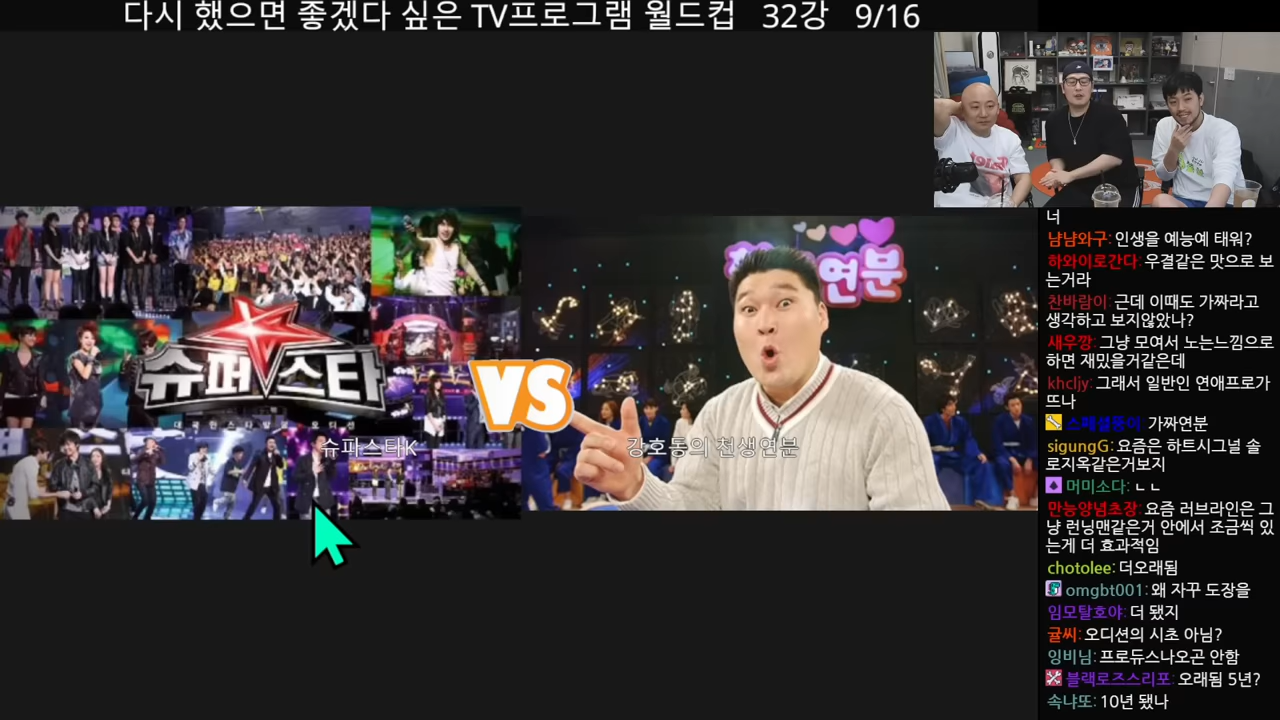 다시 했으면 좋겠다 싶은 TV프로그램 월드컵 32강 9/16
슈퍼스타
대국민스타발굴오디션
슈퍼스타K
VS
연분
강호동의 천생연분
너
냠냠와구: 인생을 예능에 태워?
하와이로간다: 우결같은 맛으로 보
는거라
찬바람이: 근데 이때도 가짜라고
생각하고 보지않았나?
새우깡: 그냥 모여서 노는느낌으로
하면 재밌을거같은데
khcljy: 그래서 일반인 연애프로가
뜨나
스페셜퐁이: 가짜연분
sigungG: 요즘은 하트시그널 솔
로지옥같은거보지
머미소다: ㄴㄴ
만능양념초장: 요즘 러브라인은 그
냥 런닝맨같은거 안에서 조금씩 있
는게 더 효과적임
chotolee: 더오래됨
omgbt001: 왜 자꾸 도장을
임모탈호야: 더 됐지
귤씨: 오디션의 시초 아님?
잉비님: 프로듀스나오곤 안함
블랙로즈스리포: 오래됨 5년?
속냐또: 10년 됐나